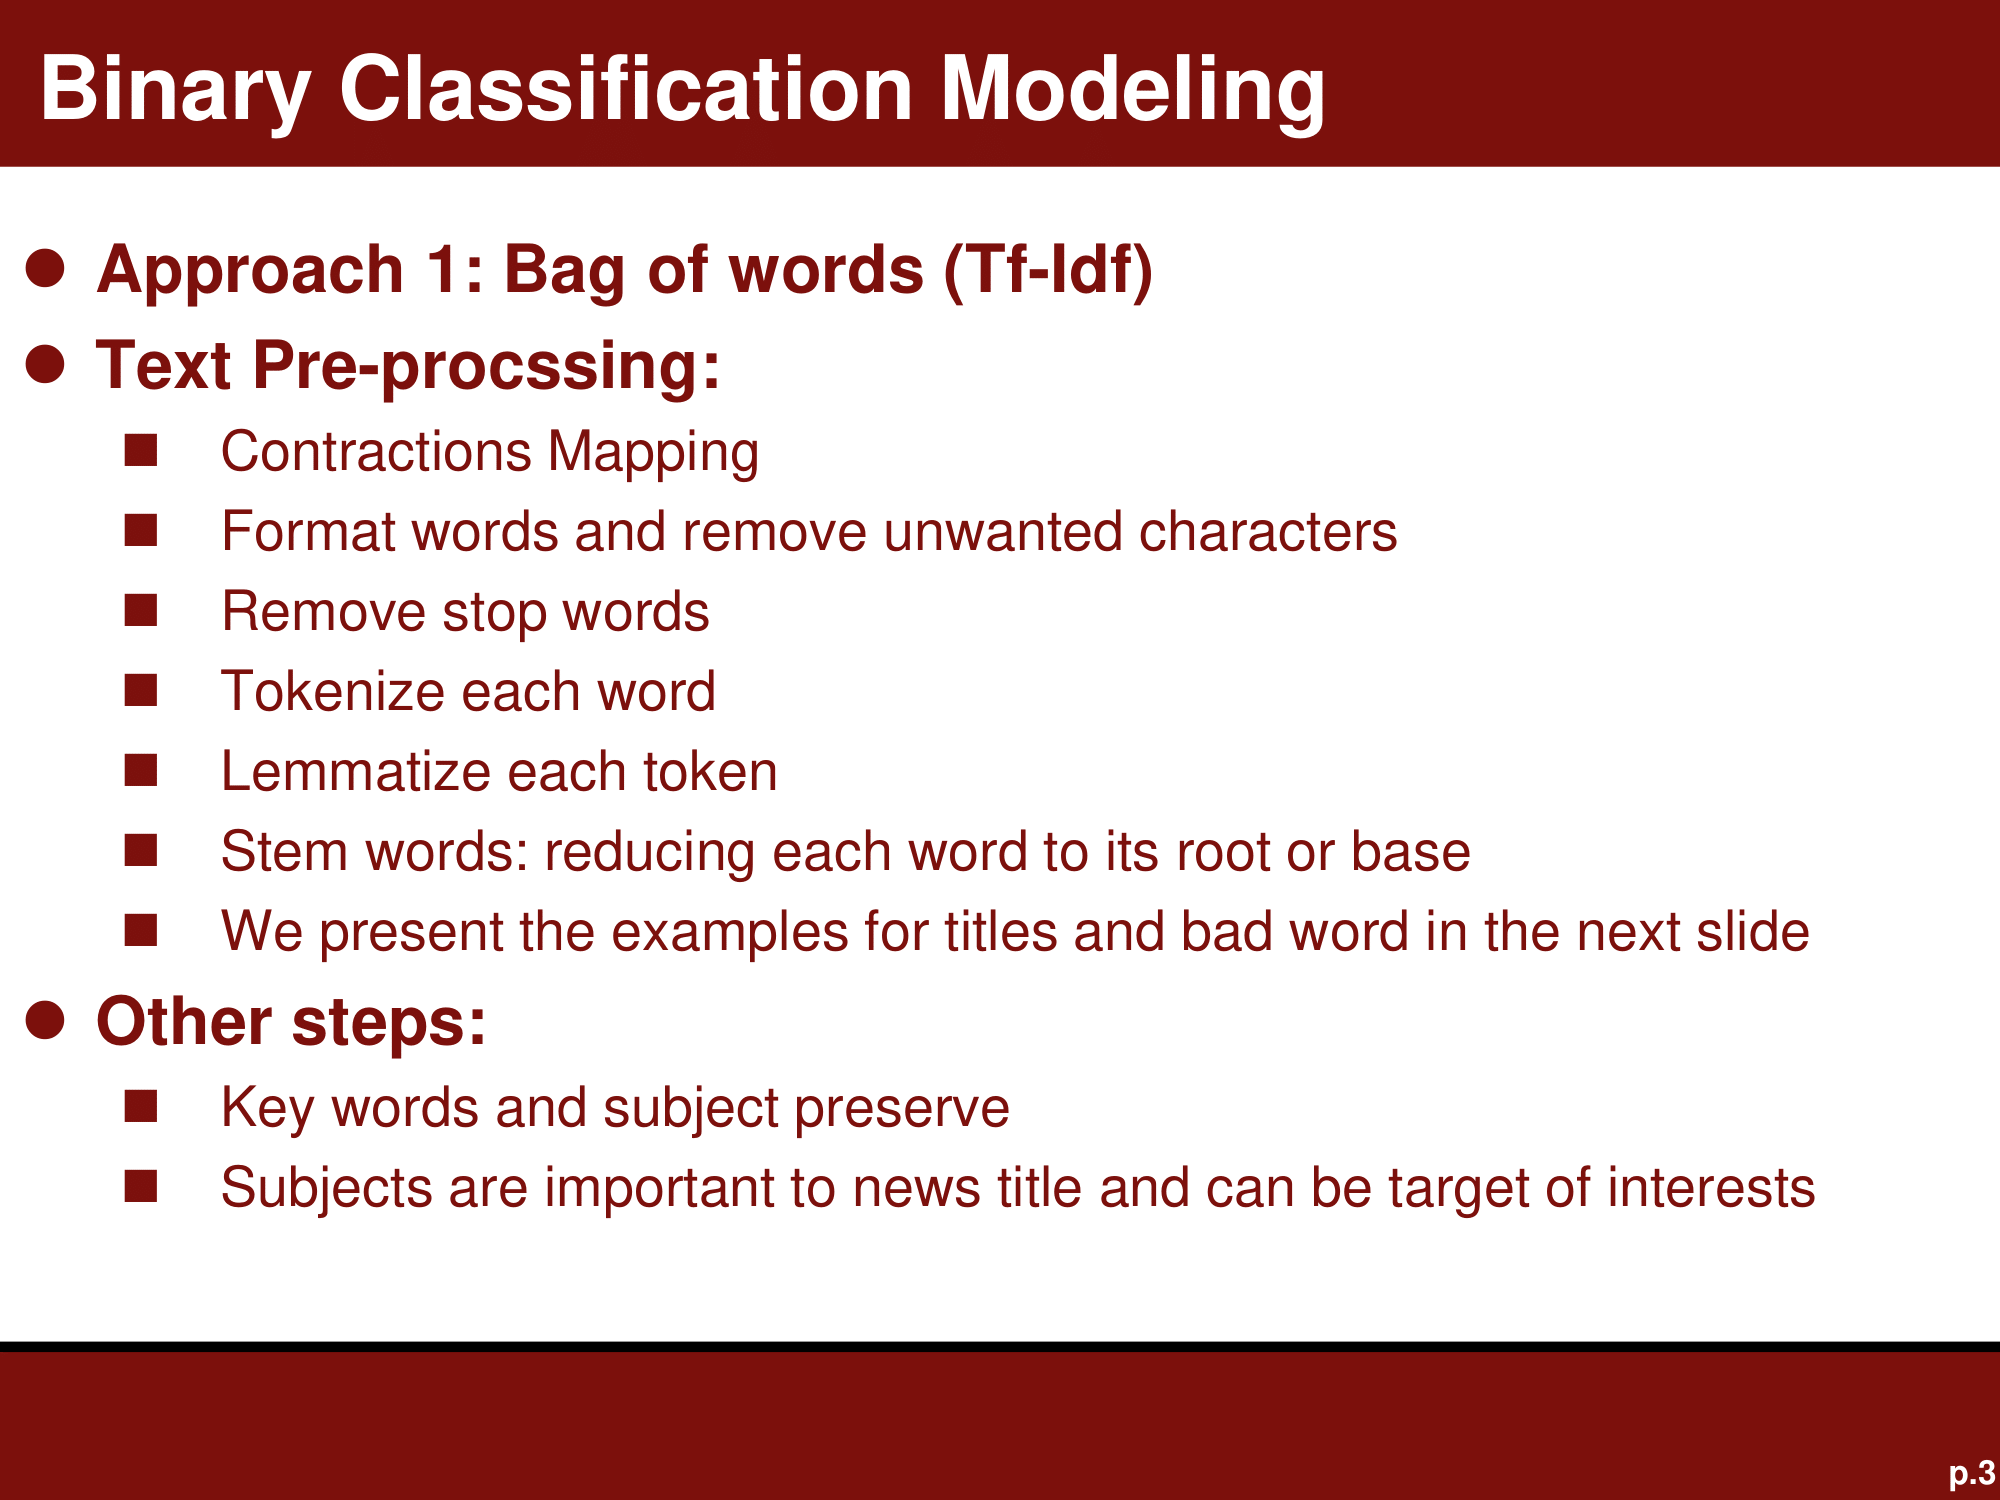 Binary Classification Modeling
Approach 1: Bag of words (Tf-Idf)
Text Pre-procssing:
Contractions Mapping
Format words and remove unwanted characters
Remove stop words
Tokenize each word
Lemmatize each token
Stem words: reducing each word to its root or base
We present the examples for titles and bad word in the next slide
Other steps:
Key words and subject preserve
Subjects are important to news title and can be target of interests
p.3